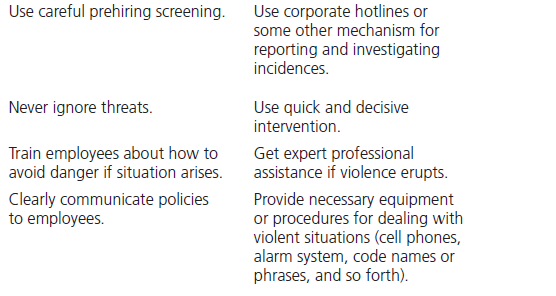 Use careful prehiring screening.
Use corporate hotlines or
some other mechanism for
reporting and investigating
incidences.
Never ignore threats.
Use quick and decisive
intervention.
Train employees about how to
avoid danger if situation arises.
Get expert professional
assistance if violence erupts.
Clearly communicate policies
to employees.
Provide necessary equipment
or procedures for dealing with
violent situations (cell phones,
alarm system, code names or
phrases, and so forth).